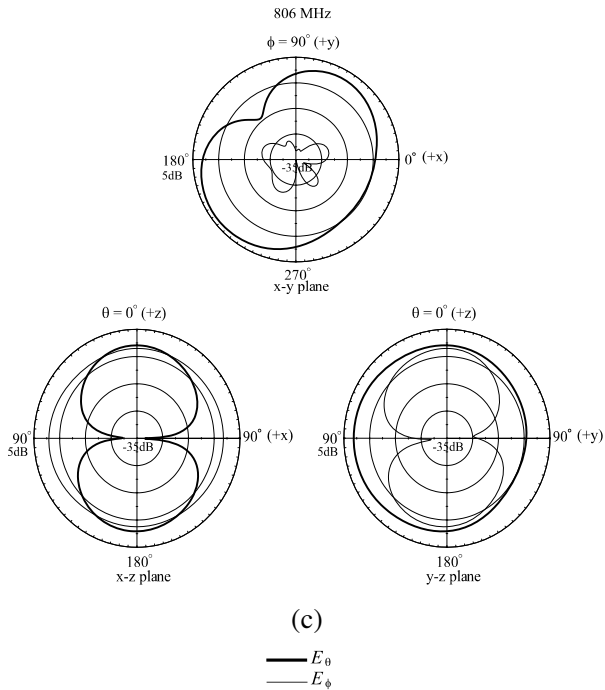 806 MHz
ϕ = 90° (+y)
180° 0° (+x)
5dB -35dB
270°
x-y plane
θ = 0° (+z) θ = 0° (+z)
90° 90° (+x) 90° 90° (+y)
5dB -35dB 5dB -35dB
180° 180°
x-z plane y-z plane
(c)
Eθ
Eϕ